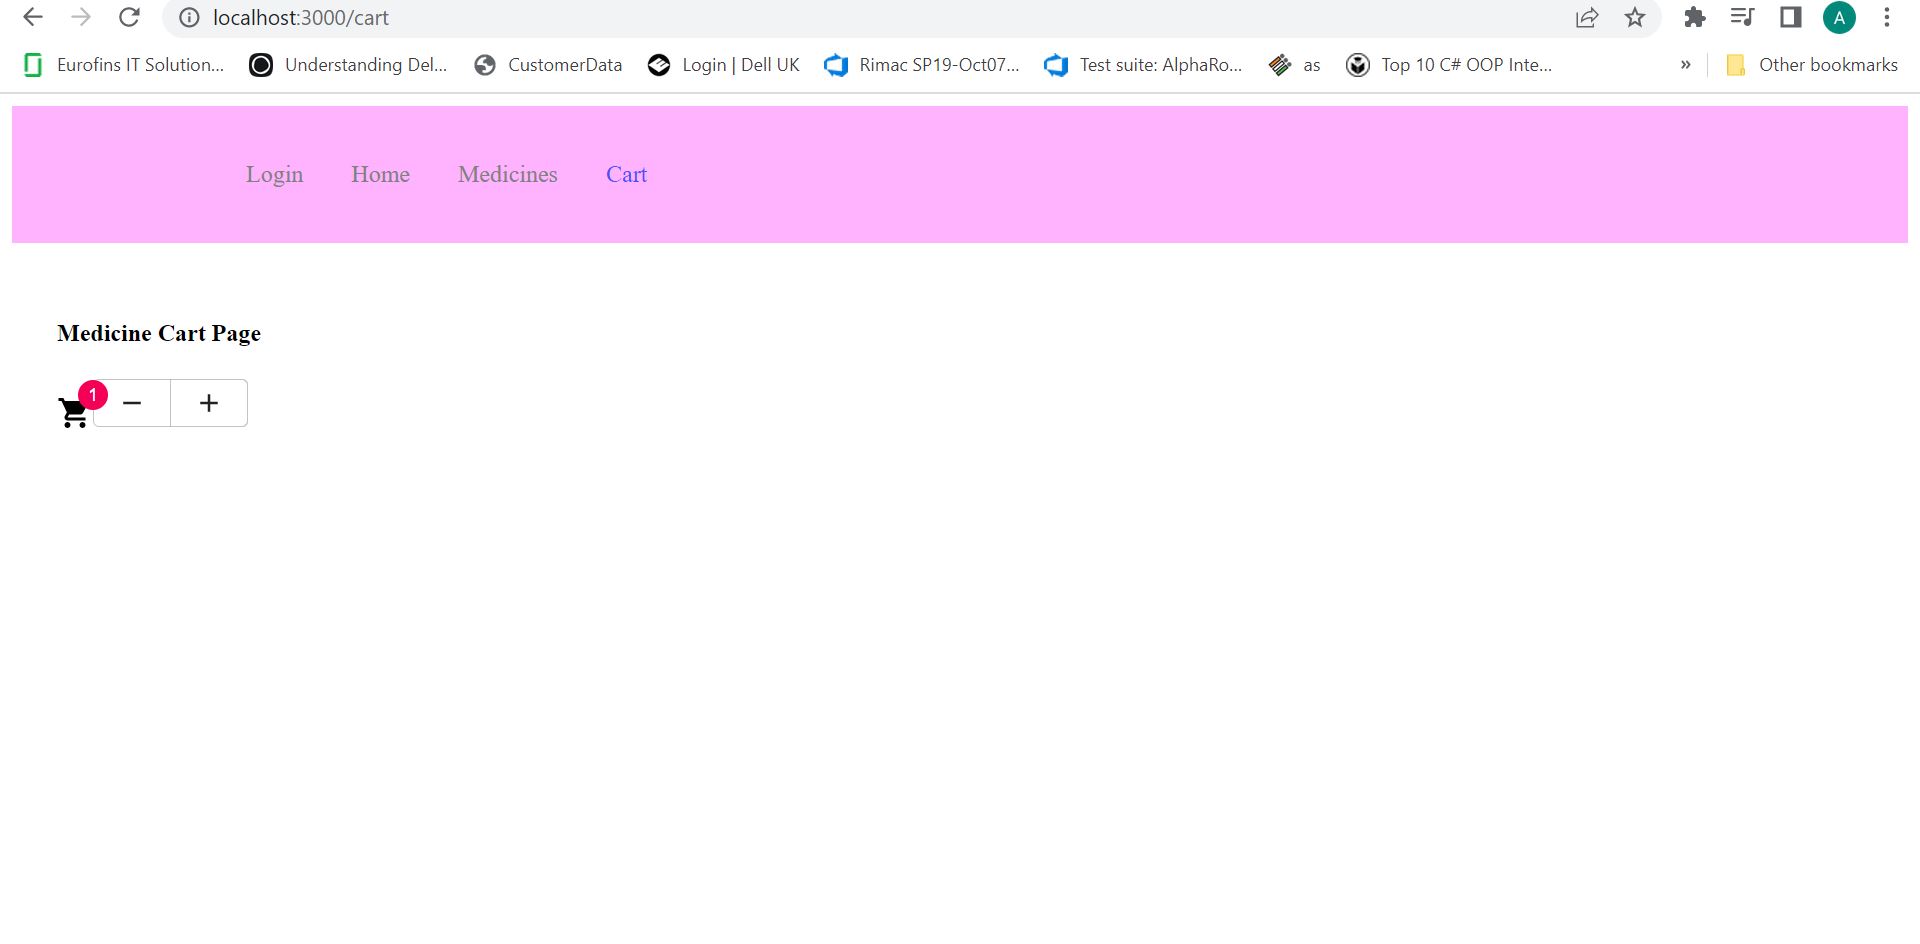 localhost:3000/cart
A
Eurofins IT Solution... Understanding Del... CustomerData Login | Dell UK Rimac SP19-Oct07... Test suite: AlphaRo... as Top 10 C# OOP Inte... » Other bookmarks
Login Home Medicines Cart
Medicine Cart Page
1 − +